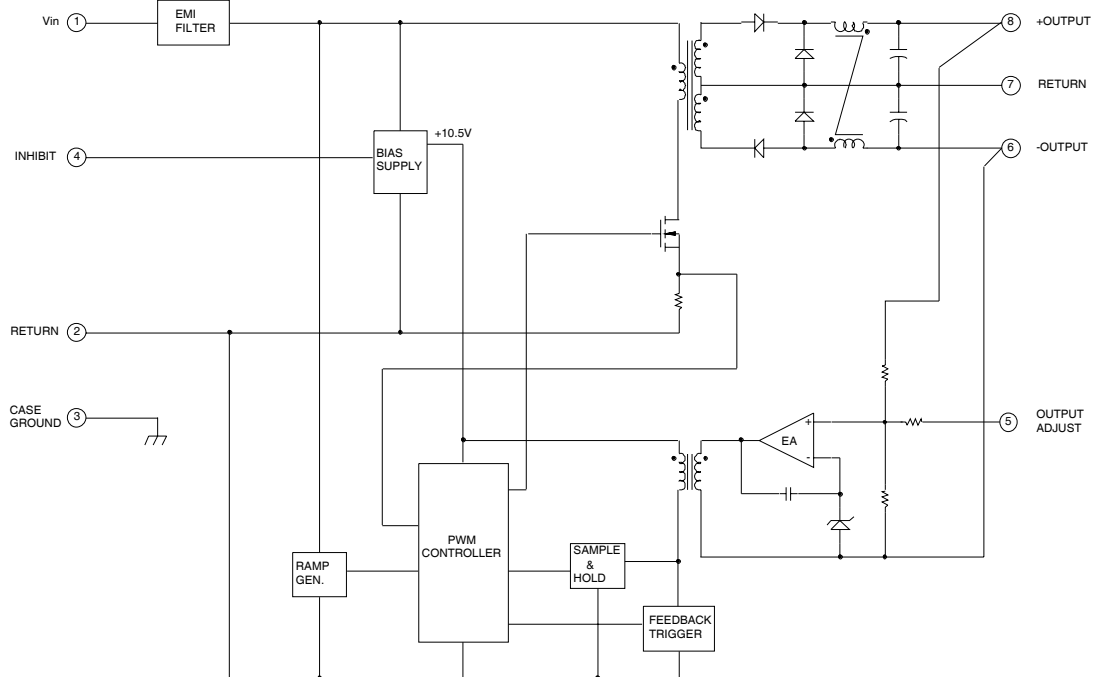 Vin 1
EMI
FILTER
8 +OUTPUT
7 RETURN
+10.5V
INHIBIT 4
BIAS
SUPPLY
6 -OUTPUT
RETURN 2
CASE
GROUND 3
+
-
EA
5 OUTPUT
ADJUST
PWM
CONTROLLER
RAMP
GEN.
SAMPLE
&
HOLD
FEEDBACK
TRIGGER